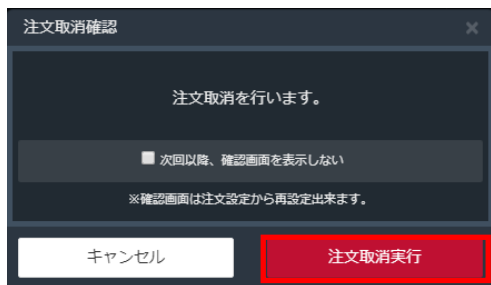 注文取消確認
注文取消を行います。
次回以降、確認画面を表示しない
※確認画面は注文設定から再設定出来ます。
キャンセル
注文取消実行